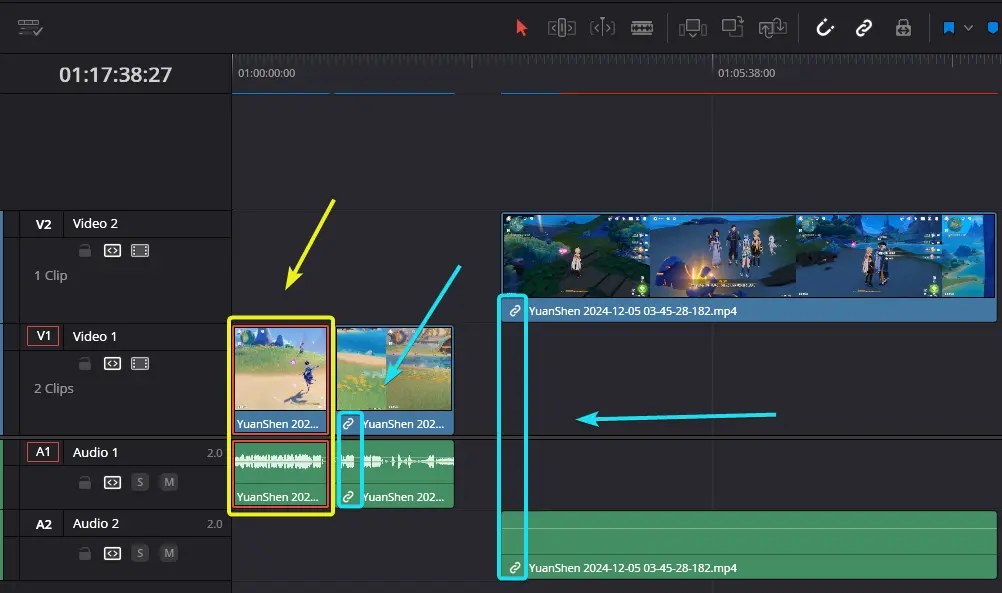 01:17:38:27
01:00:00:00
01:05:38:00
V2 Video 2
1 Clip
YuanShen 2024-12-05 03-45-28-182.mp4
V1 Video 1
2 Clips
YuanShen 202... YuanShen 202...
A1 Audio 1 2.0
S M
YuanShen 202... YuanShen 202...
A2 Audio 2 2.0
S M
YuanShen 2024-12-05 03-45-28-182.mp4